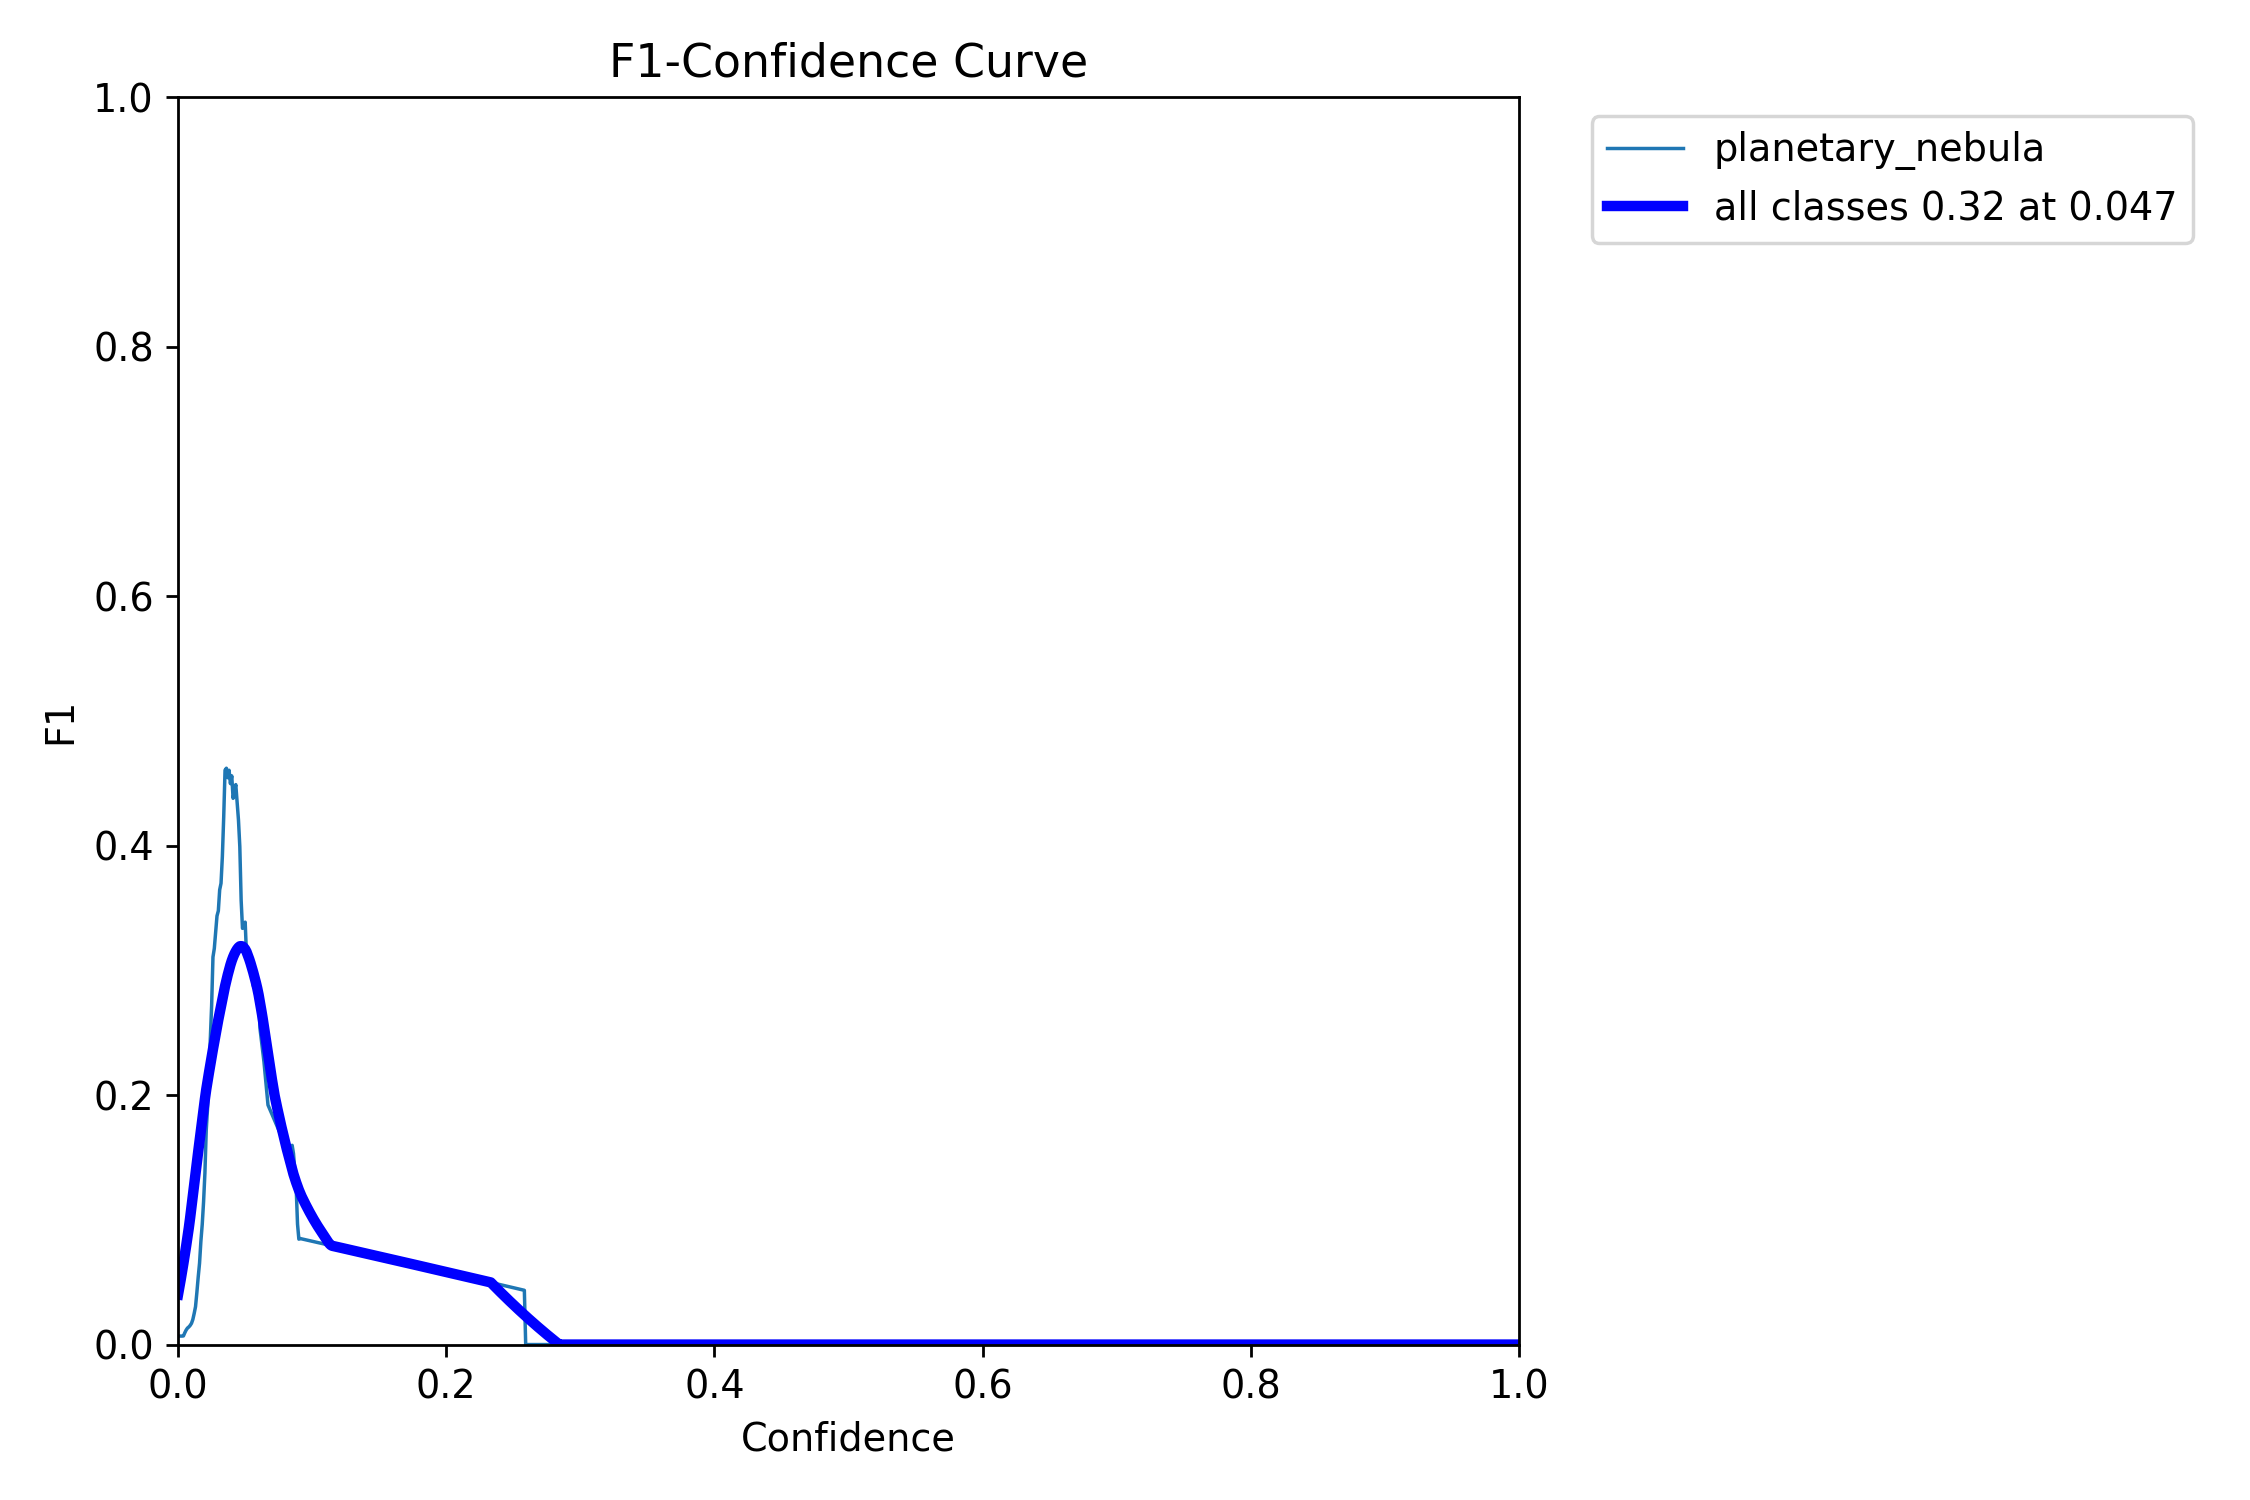 F1-Confidence Curve
planetary_nebula
all classes 0.32 at 0.047
1.0
0.8
0.6
0.4
0.2
0.0
F1
0.0 0.2 0.4 0.6 0.8 1.0
Confidence